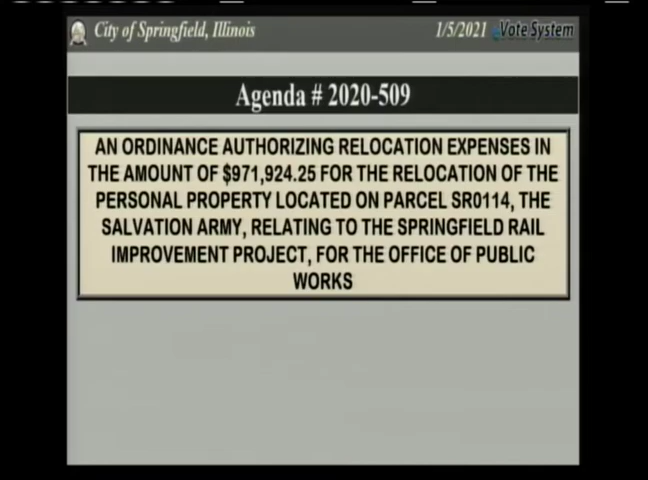 City of Springfield, Illinois
1/5/2021 eVote System
Agenda # 2020-509
AN ORDINANCE AUTHORIZING RELOCATION EXPENSES IN
THE AMOUNT OF $971,924.25 FOR THE RELOCATION OF THE
PERSONAL PROPERTY LOCATED ON PARCEL SR0114, THE
SALVATION ARMY, RELATING TO THE SPRINGFIELD RAIL
IMPROVEMENT PROJECT, FOR THE OFFICE OF PUBLIC
WORKS